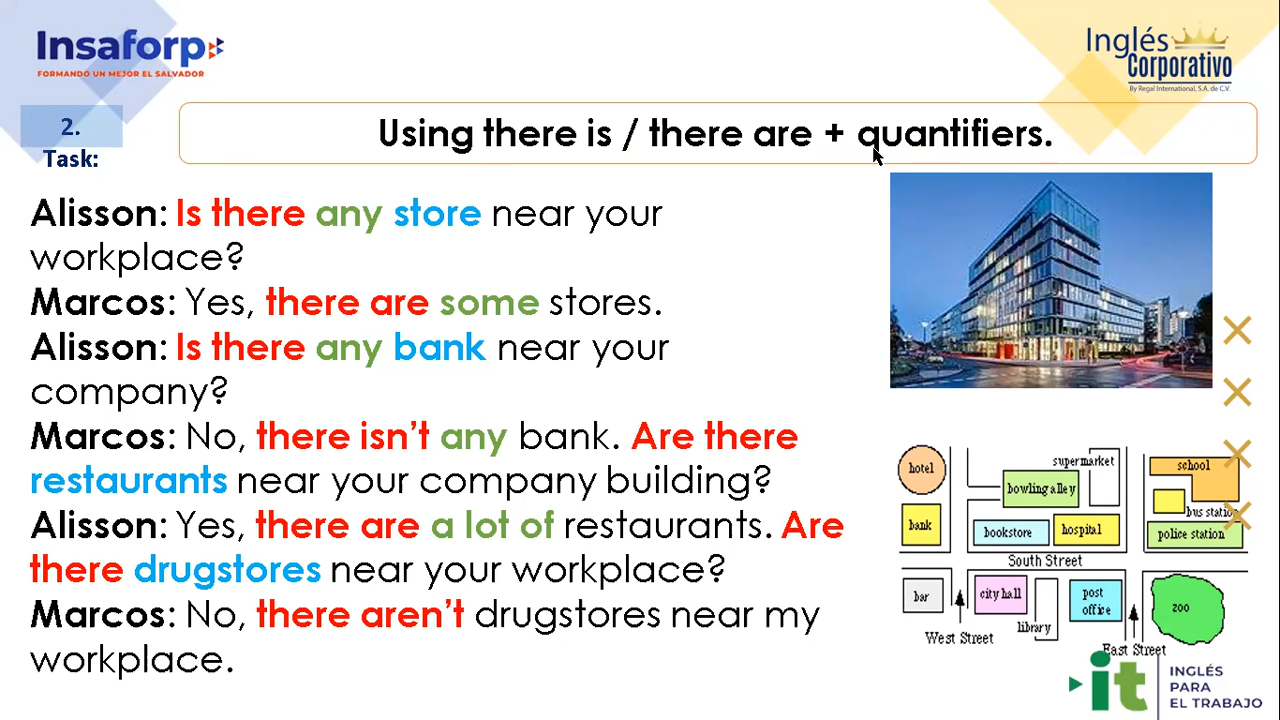 Insaforp
FORMANDO UN MEJOR EL SALVADOR
Inglés
Corporativo
By Regal International, S.A. de C.V.
2.
Task:
Using there is / there are + quantifiers.
Alisson: Is there any store near your
workplace?
Marcos: Yes, there are some stores.
Alisson: Is there any bank near your
company?
Marcos: No, there isn’t any bank. Are there
restaurants near your company building?
Alisson: Yes, there are a lot of restaurants. Are
there drugstores near your workplace?
Marcos: No, there aren’t drugstores near my
workplace.
hotel
supermarket
school
bowling alley
bus station
bank
bookstore
hospital
police station
South Street
bar
city hall
post
office
zoo
library
West Street
East Street
it
INGLÉS
PARA
EL TRABAJO